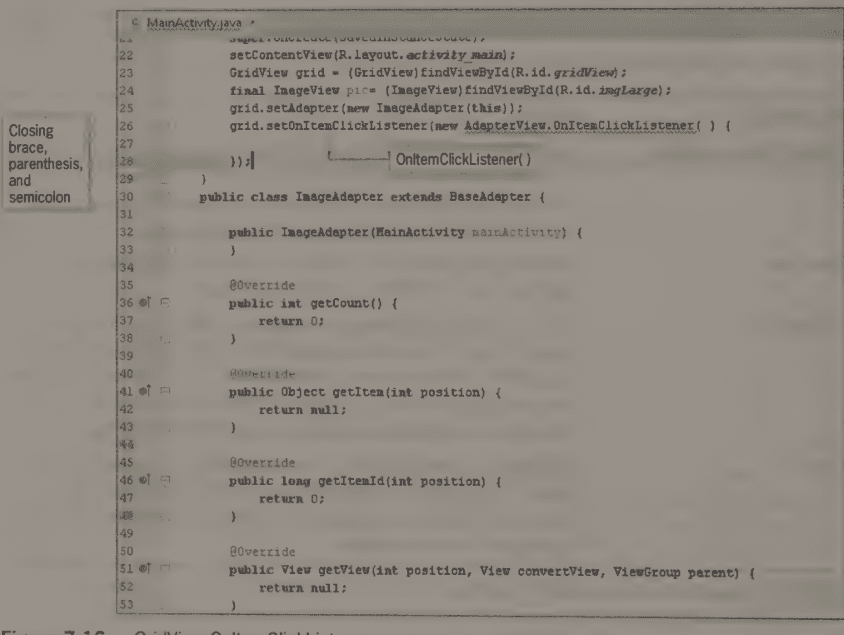 MainActivity.java ×
21 super.onCreate(savedInstanceState);
22 setContentView(R.layout.activity_main);
23 GridView grid = (GridView)findViewById(R.id.gridView);
24 final ImageView pic= (ImageView)findViewById(R.id.imgLarge);
25 grid.setAdapter(new ImageAdapter(this));
26 grid.setOnItemClickListener(new AdapterView.OnItemClickListener( ) {
27
Closing
brace,
parenthesis,
and
semicolon
28 });
OnItemClickListener( )
29 }
30 public class ImageAdapter extends BaseAdapter {
31
32 public ImageAdapter(MainActivity mainActivity) {
33 }
34
35 @Override
36 public int getCount() {
37 return 0;
38 }
39
40 @Override
41 public Object getItem(int position) {
42 return null;
43 }
44
45 @Override
46 public long getItemId(int position) {
47 return 0;
48 }
49
50 @Override
51 public View getView(int position, View convertView, ViewGroup parent) {
52 return null;
53 }